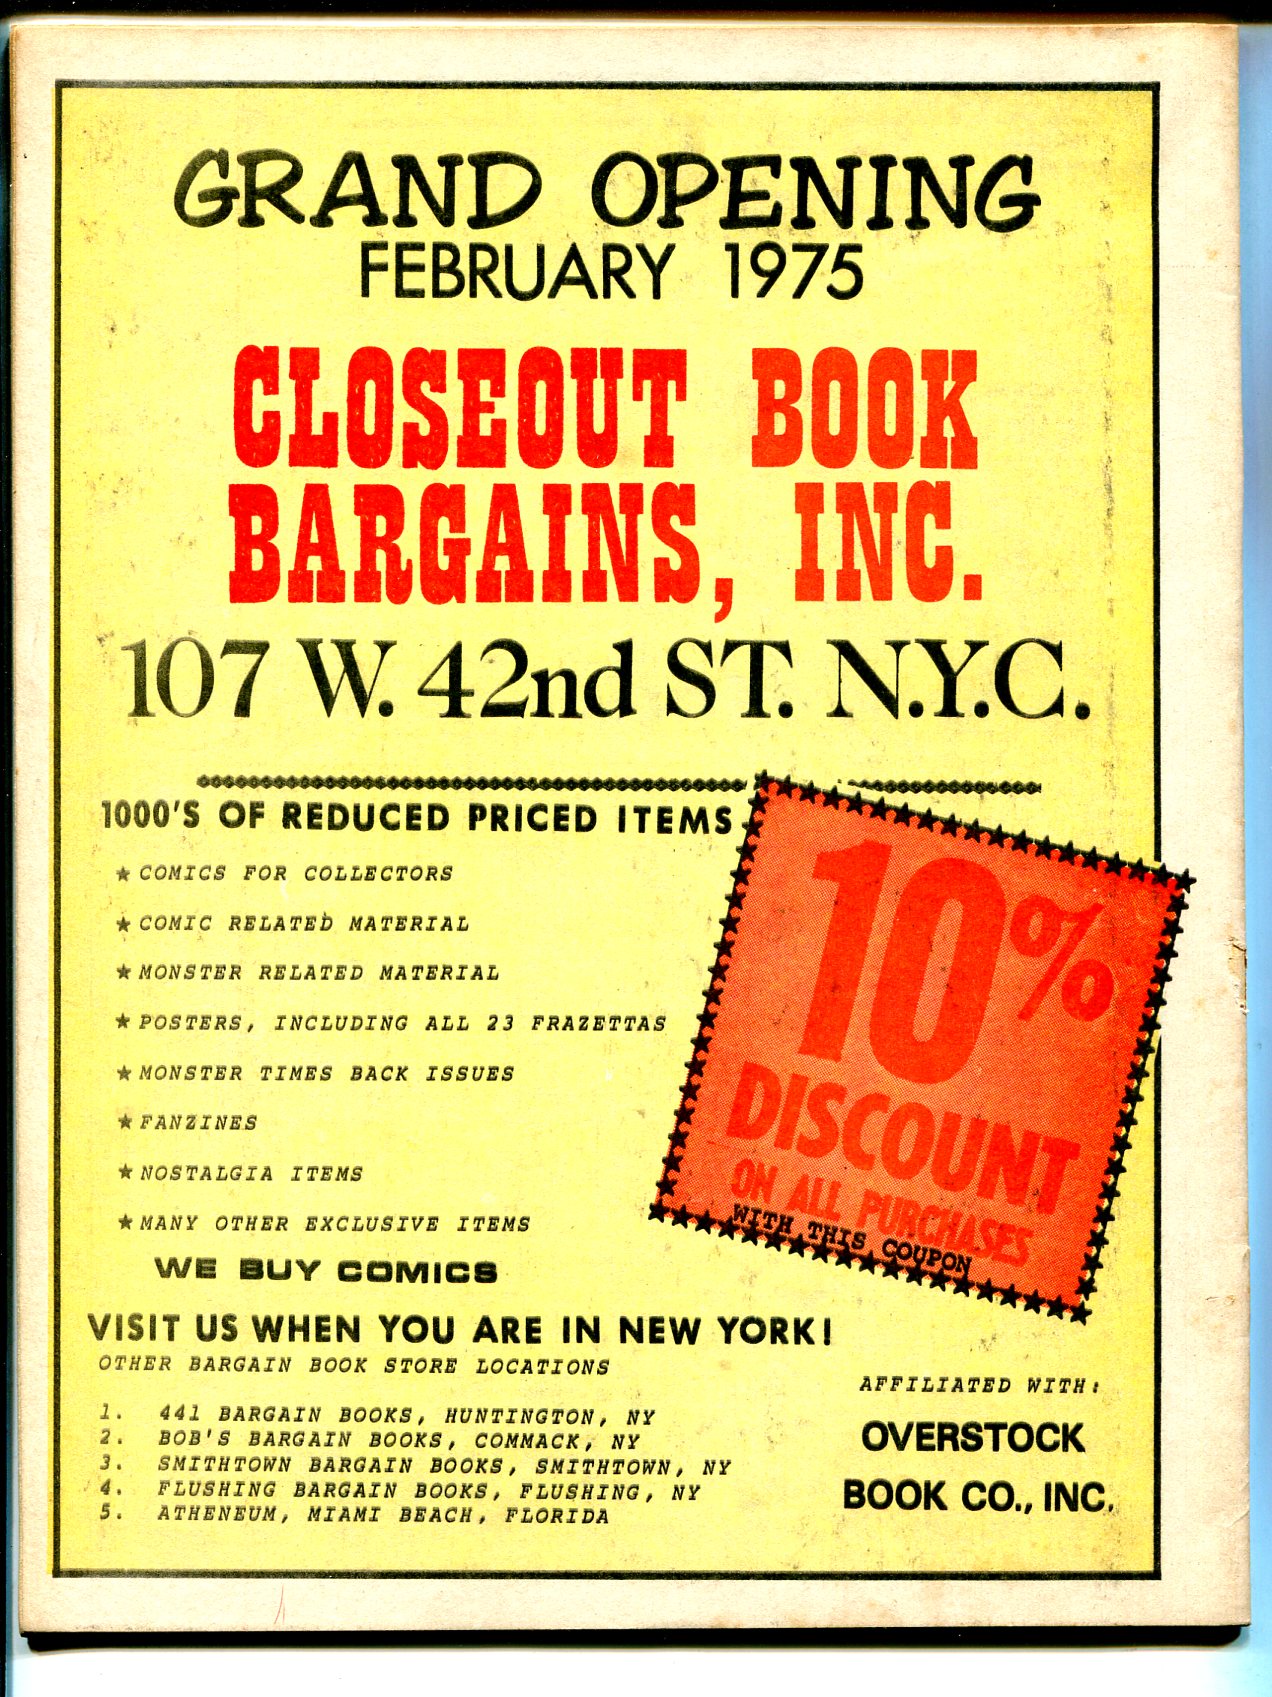 GRAND OPENING
FEBRUARY 1975
CLOSEOUT BOOK
BARGAINS, INC.
107 W. 42nd ST. N.Y.C.
1000'S OF REDUCED PRICED ITEMS
★ COMICS FOR COLLECTORS
★ COMIC RELATED MATERIAL
★ MONSTER RELATED MATERIAL
★ POSTERS, INCLUDING ALL 23 FRAZETTAS
★ MONSTER TIMES BACK ISSUES
★ FANZINES
★ NOSTALGIA ITEMS
★ MANY OTHER EXCLUSIVE ITEMS
WE BUY COMICS
10%
DISCOUNT
ON ALL PURCHASES
WITH THIS COUPON
VISIT US WHEN YOU ARE IN NEW YORK!
OTHER BARGAIN BOOK STORE LOCATIONS
1. 441 BARGAIN BOOKS, HUNTINGTON, NY
2. BOB'S BARGAIN BOOKS, COMMACK, NY
3. SMITHTOWN BARGAIN BOOKS, SMITHTOWN, NY
4. FLUSHING BARGAIN BOOKS, FLUSHING, NY
5. ATHENEUM, MIAMI BEACH, FLORIDA
AFFILIATED WITH:
OVERSTOCK
BOOK CO., INC.